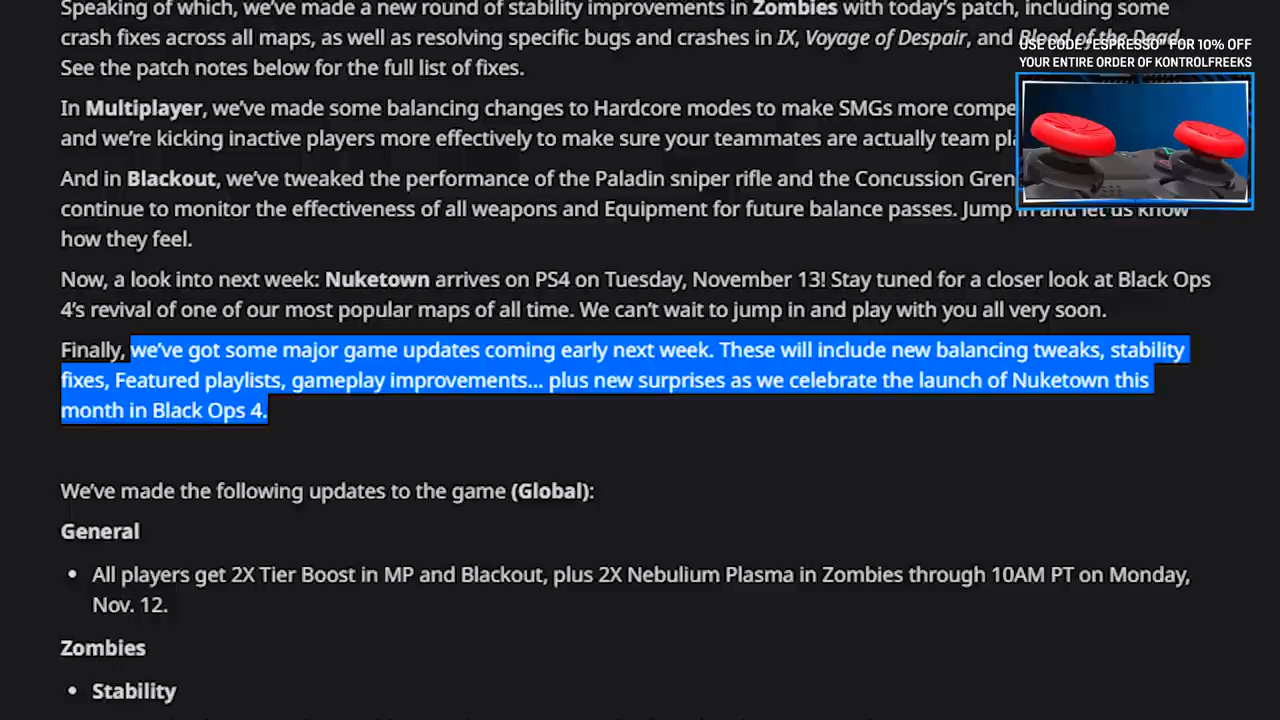 Speaking of which, we've made a new round of stability improvements in Zombies with today's patch, including some
crash fixes across all maps, as well as resolving specific bugs and crashes in IX, Voyage of Despair, and Blood of the Dead.
See the patch notes below for the full list of fixes.
USE CODE "ESPRESSO" FOR 10% OFF
YOUR ENTIRE ORDER OF KONTROLFREEKS
In Multiplayer, we've made some balancing changes to Hardcore modes to make SMGs more
and we're kicking inactive players more effectively to make sure your teammates are actually team
And in Blackout, we've tweaked the performance of the Paladin sniper rifle and the Concussion
continue to monitor the effectiveness of all weapons and Equipment for future balance passes. Jump in and let us know
how they feel.
Now, a look into next week: Nuketown arrives on PS4 on Tuesday, November 13! Stay tuned for a closer look at Black Ops
4's revival of one of our most popular maps of all time. We can't wait to jump in and play with you all very soon.
Finally, we've got some major game updates coming early next week. These will include new balancing tweaks, stability
fixes, Featured playlists, gameplay improvements... plus new surprises as we celebrate the launch of Nuketown this
month in Black Ops 4.
We've made the following updates to the game (Global):
General
• All players get 2X Tier Boost in MP and Blackout, plus 2X Nebulium Plasma in Zombies through 10AM PT on Monday,
Nov. 12.
Zombies
• Stability